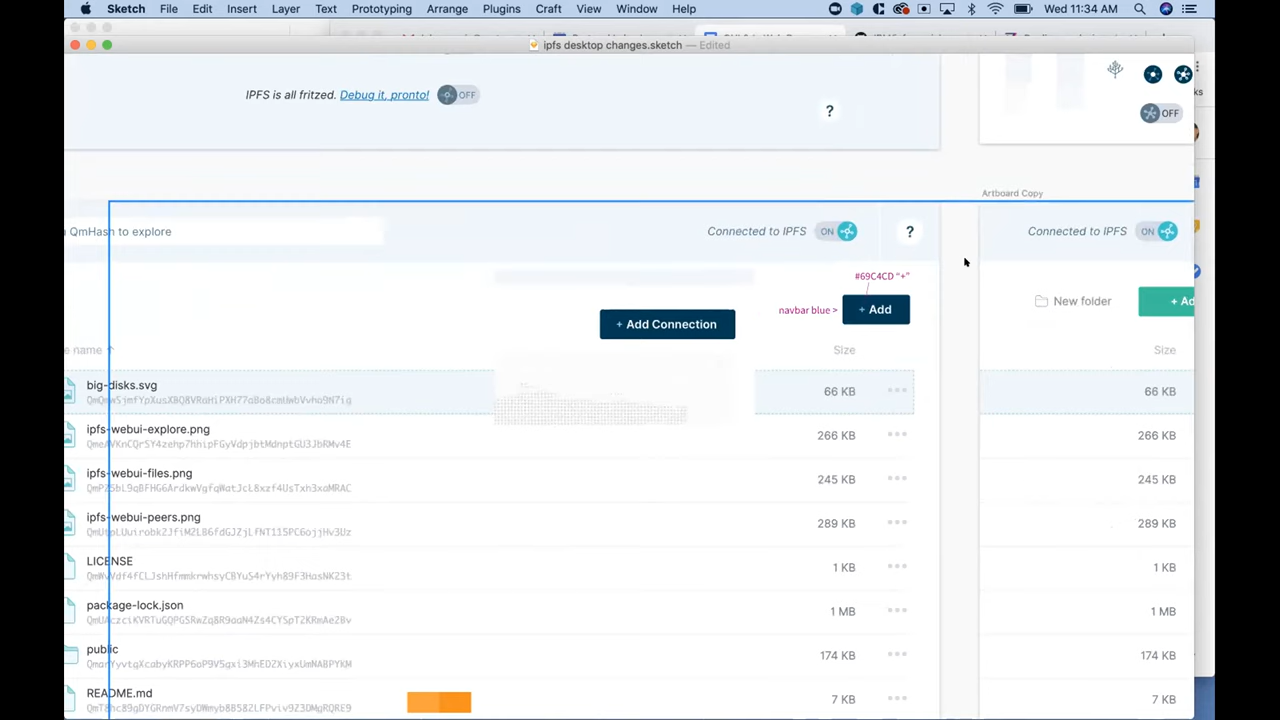 Sketch File Edit Insert Layer Text Prototyping Arrange Plugins Craft View Window Help Wed 11:34 AM
ipfs desktop changes.sketch — Edited
IPFS is all fritzed. Debug it, pronto! OFF
?
OFF
Artboard Copy
QmHash to explore
Connected to IPFS ON
?
Connected to IPFS ON
#69C4CD “+”
navbar blue >
+ Add
+ Add Connection
New folder
+ Ad
name
Size
Size
big-disks.svg
66 KB
66 KB
ipfs-webui-explore.png
266 KB
266 KB
ipfs-webui-files.png
245 KB
245 KB
ipfs-webui-peers.png
289 KB
289 KB
LICENSE
1 KB
1 KB
package-lock.json
1 MB
1 MB
public
174 KB
174 KB
README.md
7 KB
7 KB